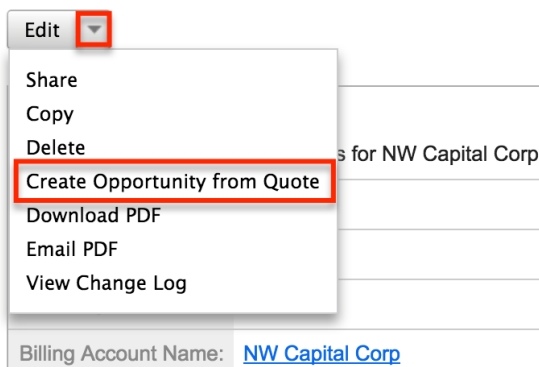 Edit
Share
Copy
Delete
s for NW Capital Corp
Create Opportunity from Quote
Download PDF
Email PDF
View Change Log
Billing Account Name: NW Capital Corp